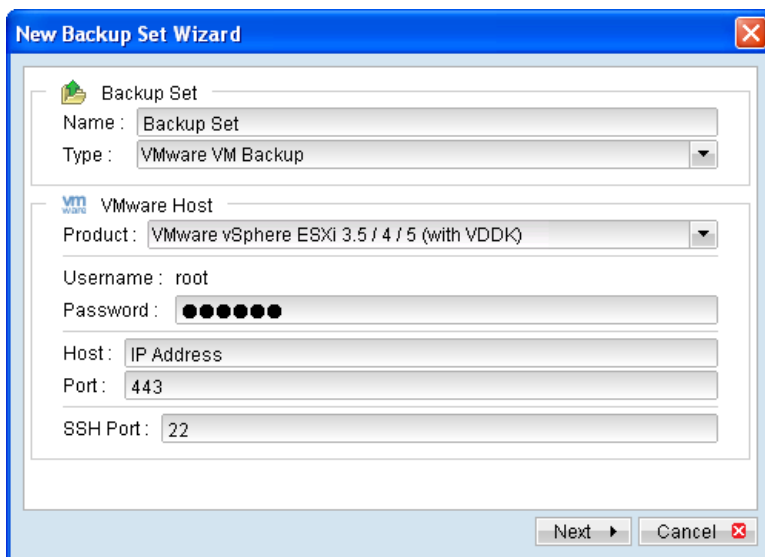 New Backup Set Wizard
Backup Set
Name : Backup Set
Type : VMware VM Backup
vm ware VMware Host
Product : VMware vSphere ESXi 3.5 / 4 / 5 (with VDDK)
Username : root
Password : ●●●●●●
Host : IP Address
Port : 443
SSH Port : 22
Next Cancel